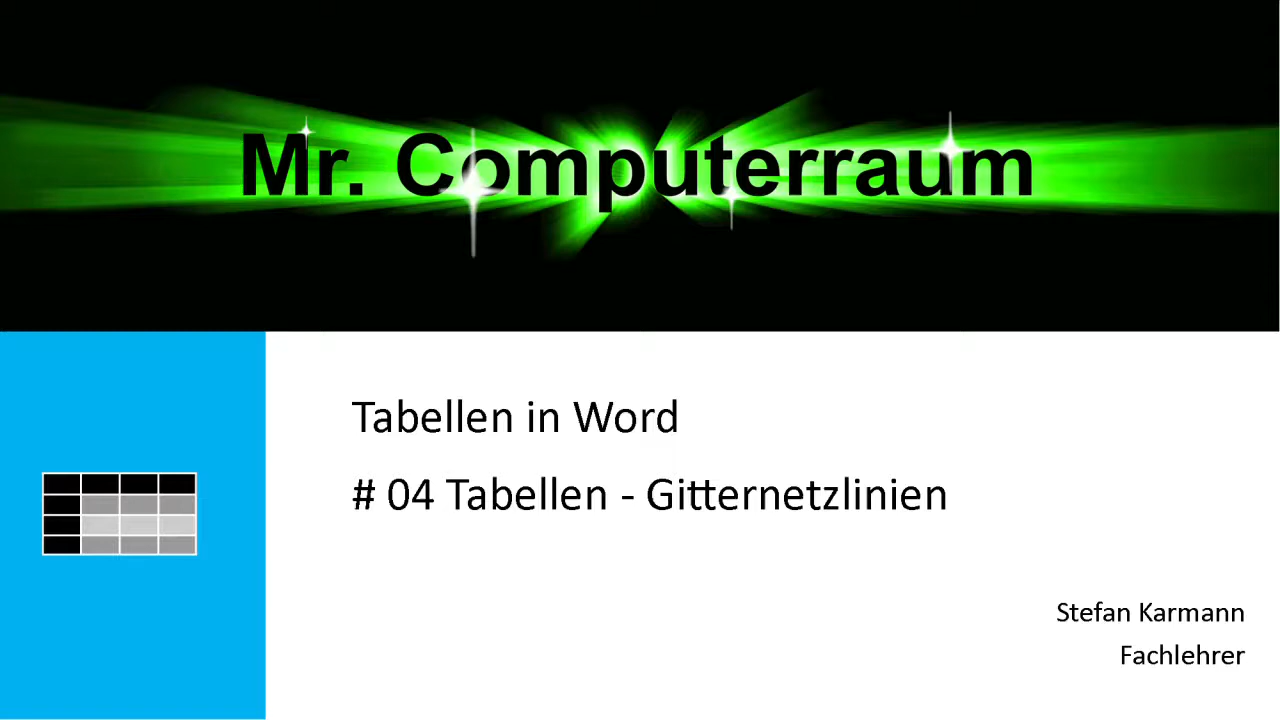 Mr. Computerraum
Tabellen in Word
# 04 Tabellen - Gitternetzlinien
Stefan Karmann
Fachlehrer